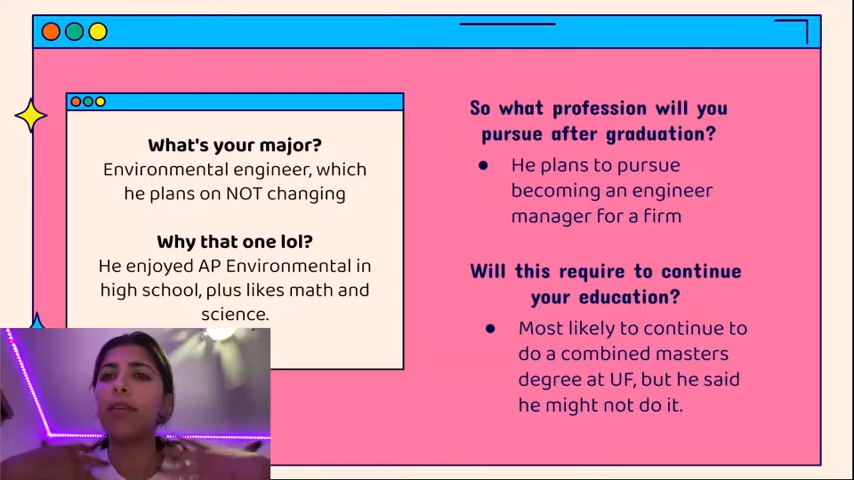 What's your major?
Environmental engineer, which
he plans on NOT changing
Why that one lol?
He enjoyed AP Environmental in
high school, plus likes math and
science.
So what profession will you
pursue after graduation?
He plans to pursue
becoming an engineer
manager for a firm
Will this require to continue
your education?
Most likely to continue to
do a combined masters
degree at UF, but he said
he might not do it.